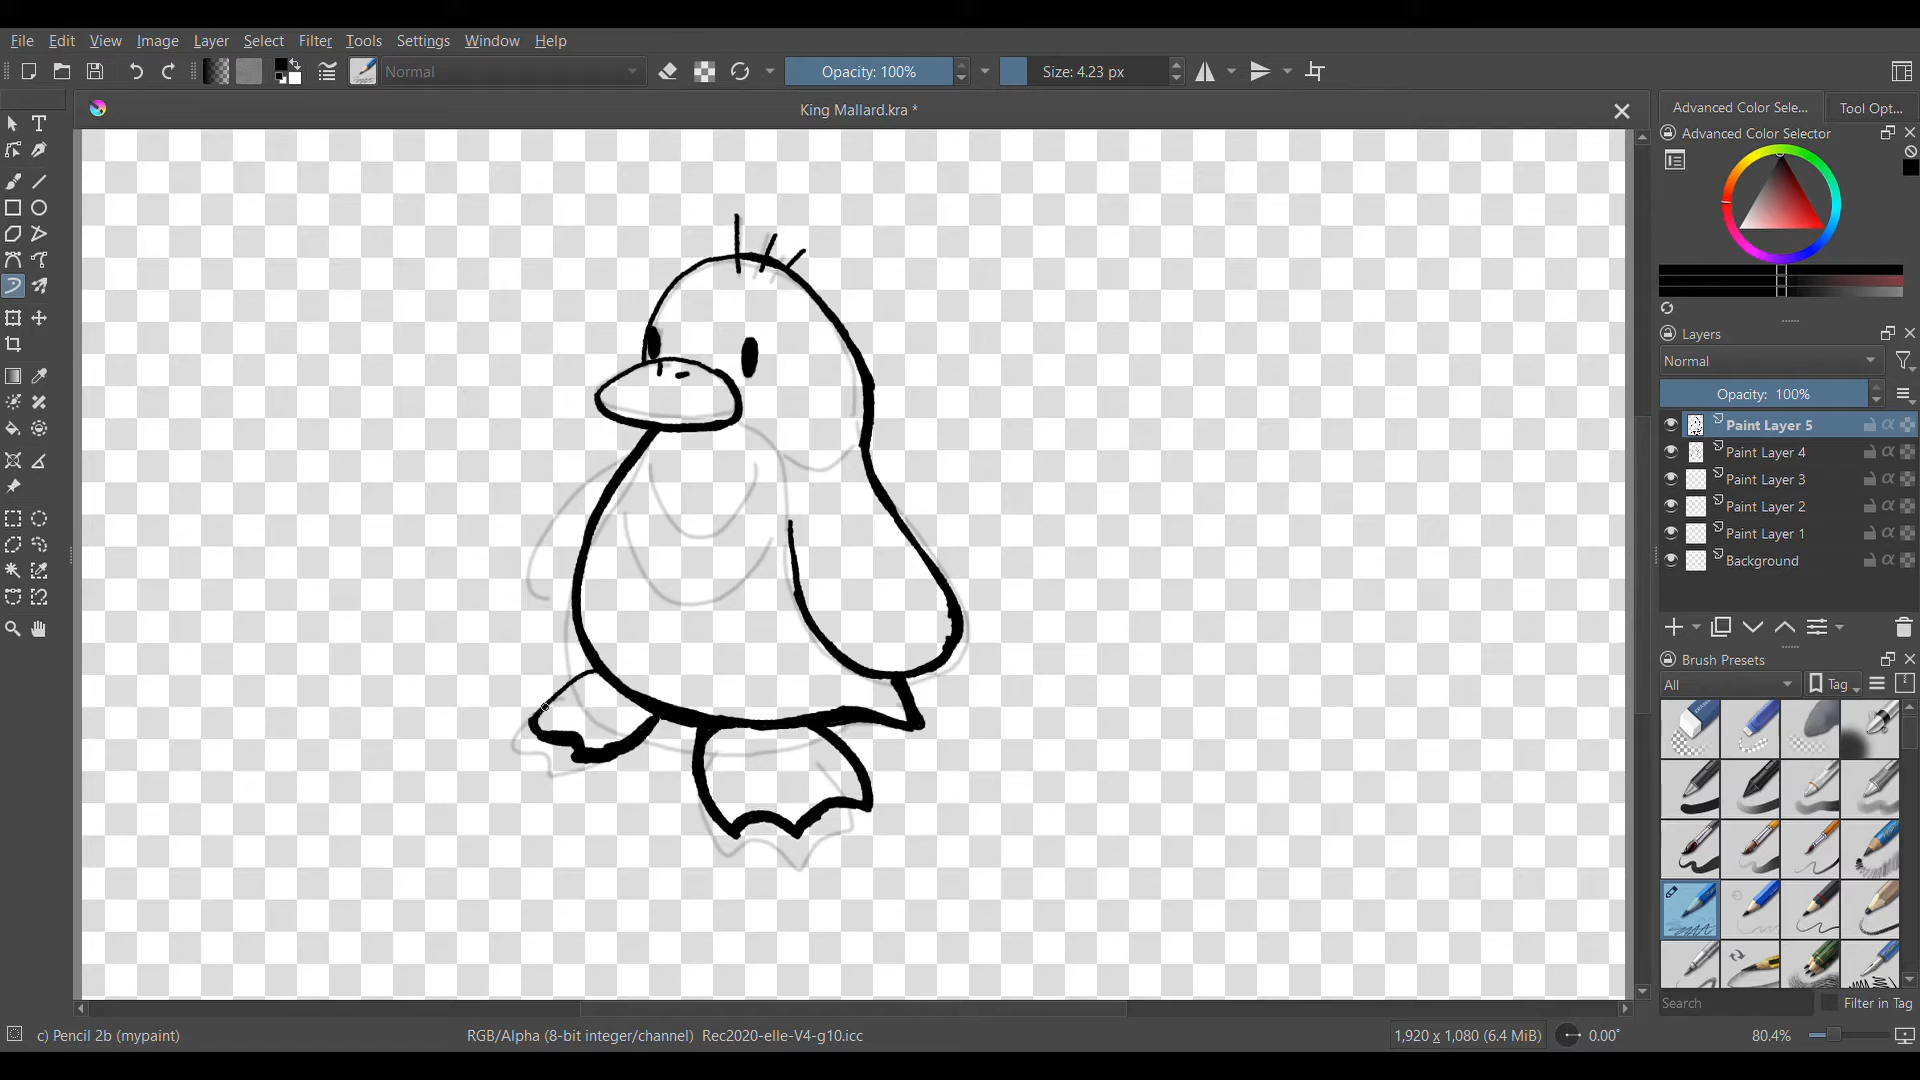 File Edit View Image Layer Select Filter Tools Settings Window Help
Normal Opacity: 100% Size: 4.23 px
King Mallard.kra *
Advanced Color Sele... Tool Opt...
Advanced Color Selector
Layers
Normal
Opacity: 100%
Paint Layer 5
Paint Layer 4
Paint Layer 3
Paint Layer 2
Paint Layer 1
Background
Brush Presets
All Tag
Search Filter in Tag
c) Pencil 2b (mypaint) RGB/Alpha (8-bit integer/channel) Rec2020-elle-V4-g10.icc 1,920 x 1,080 (6.4 MiB) 0.00° 80.4%